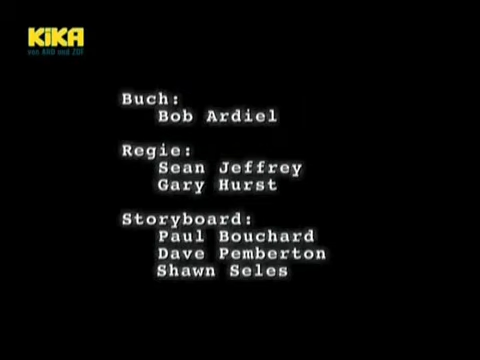 KiKA
von ARD und ZDF
Buch:
Bob Ardiel
Regie:
Sean Jeffrey
Gary Hurst
Storyboard:
Paul Bouchard
Dave Pemberton
Shawn Seles